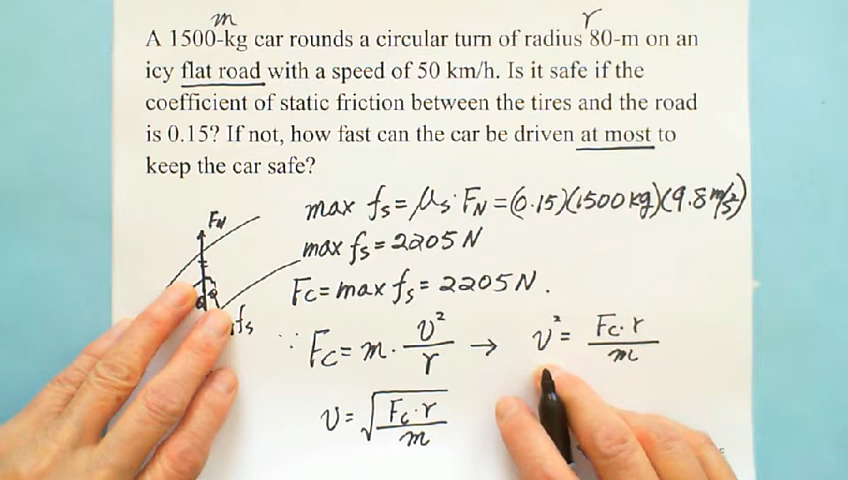 m r
A 1500-kg car rounds a circular turn of radius 80-m on an
icy flat road with a speed of 50 km/h. Is it safe if the
coefficient of static friction between the tires and the road
is 0.15? If not, how fast can the car be driven at most to
keep the car safe?
max fs = μs · FN = (0.15)(1500 kg)(9.8 m/s²)
FN
max fs = 2205 N
Fc = max fs = 2205 N.
fs
∵ Fc = m · v²/r → v² = Fc · r/m
v = √(Fc · r/m)